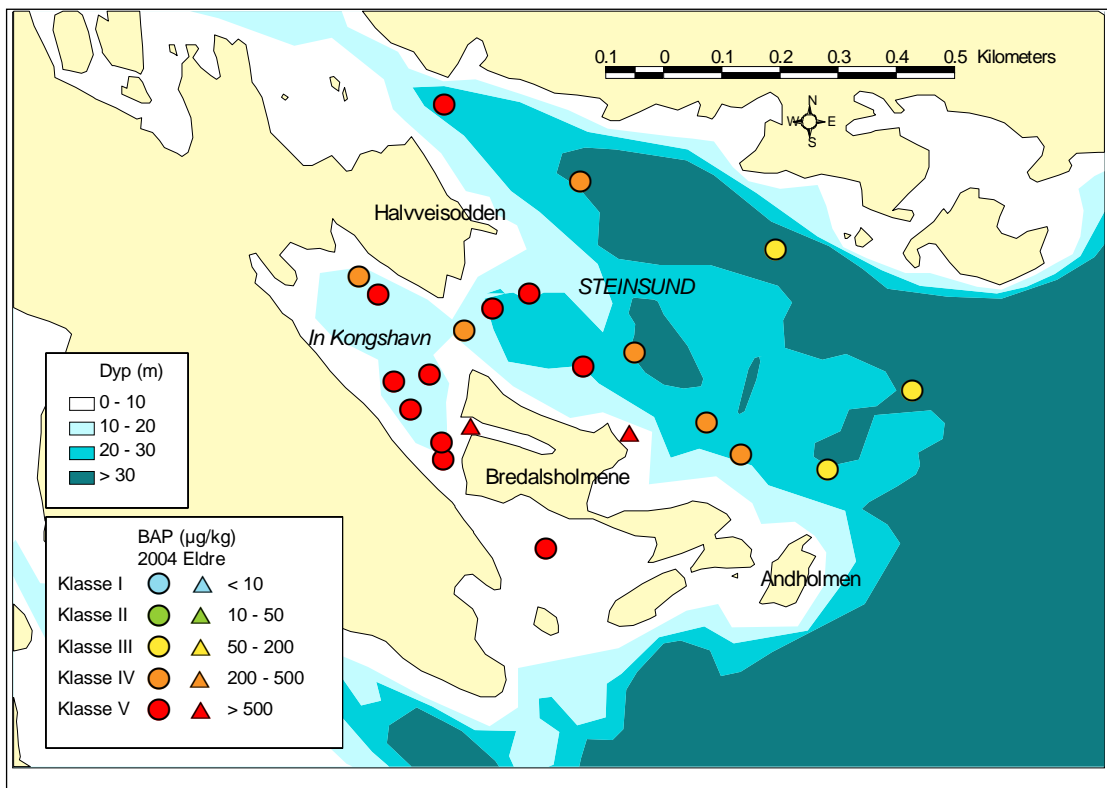 0.1 0 0.1 0.2 0.3 0.4 0.5 Kilometers
N
W E
S
Halvveisodden
STEINSUND
In Kongshavn
Dyp (m)
0 - 10
10 - 20
20 - 30
> 30
Bredalsholmene
Andholmen
BAP (µg/kg)
2004 Eldre
Klasse I < 10
Klasse II 10 - 50
Klasse III 50 - 200
Klasse IV 200 - 500
Klasse V > 500